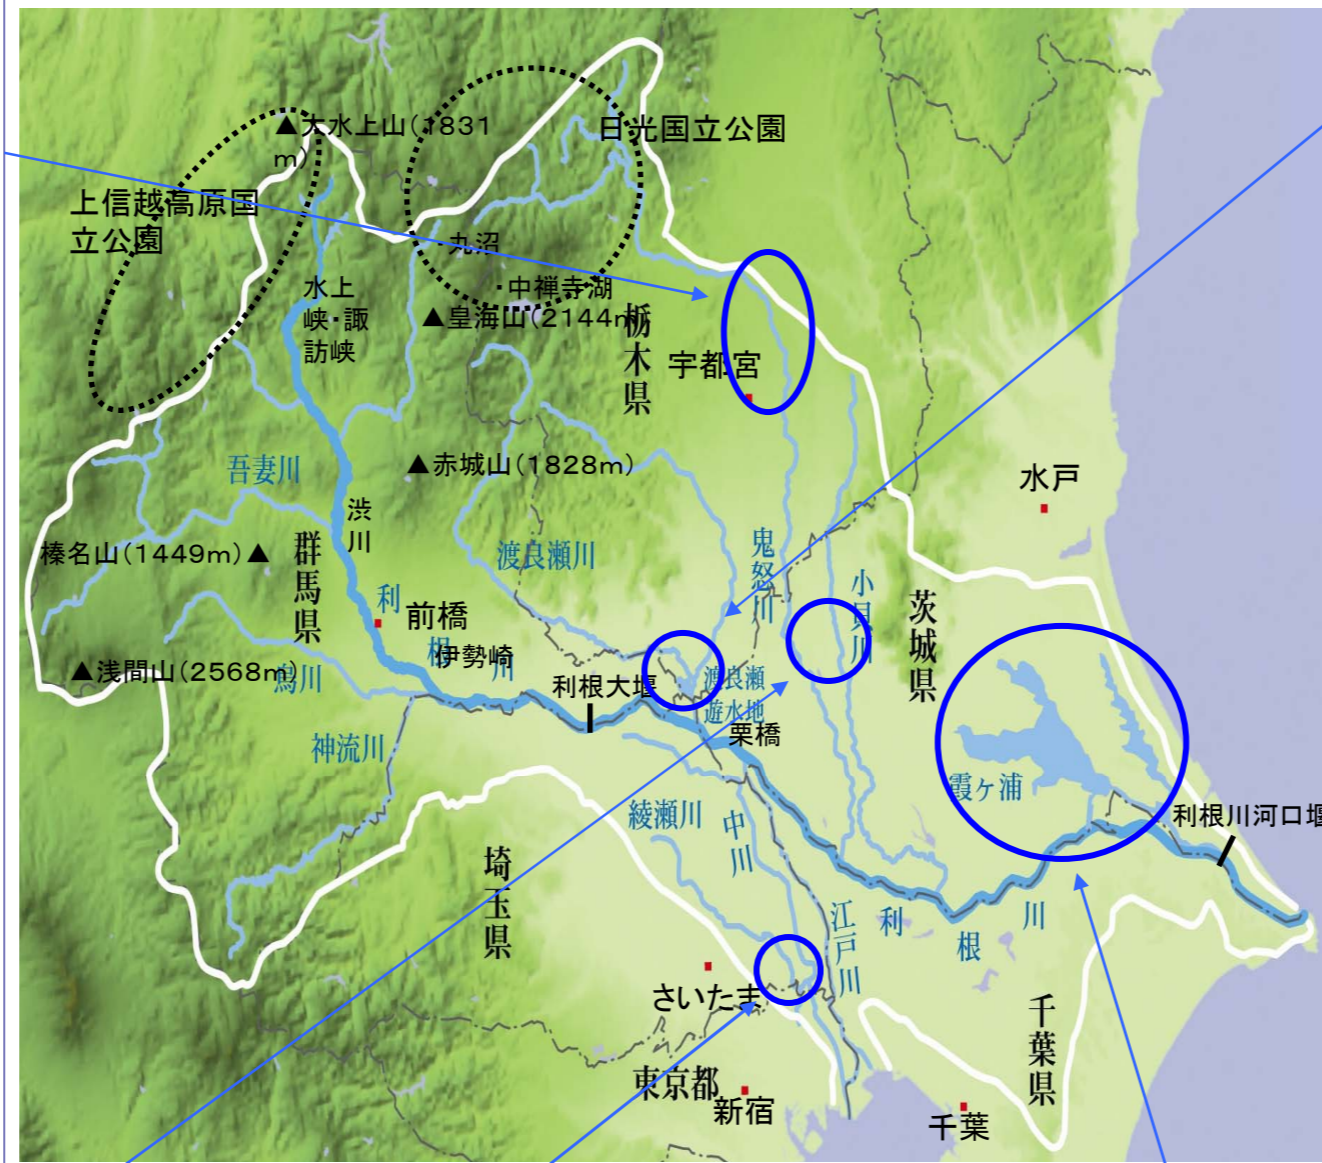 ▲大水上山(1831
m)
日光国立公園
上信越高原国
立公園
丸沼
・中禅寺湖
水上
峡・諏
訪峡
▲皇海山(2144m)
栃木県
宇都宮
吾妻川
▲赤城山(1828m)
水戸
渋川
榛名山(1449m)▲
群馬県
渡良瀬川
鬼怒川
小貝川
茨城県
利根川
前橋
伊勢崎
▲浅間山(2568m)
烏川
利根大堰
渡良瀬
遊水地
栗橋
神流川
霞ヶ浦
利根川河口堰
綾瀬川
中川
埼玉県
江戸川
利根川
さいたま
千葉県
東京都
新宿
千葉